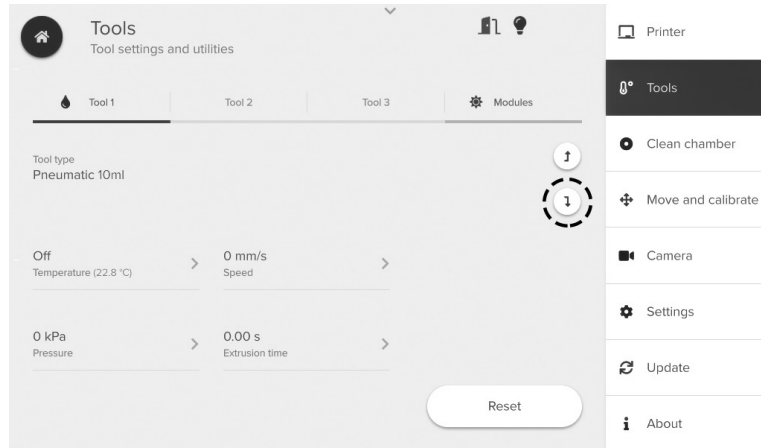 Tools
Tool settings and utilities
Tool 1
Tool 2
Tool 3
Modules
Tool type
Pneumatic 10ml
Off
Temperature (22.8 °C)
0 mm/s
Speed
0 kPa
Pressure
0.00 s
Extrusion time
Reset
Printer
Tools
Clean chamber
Move and calibrate
Camera
Settings
Update
About